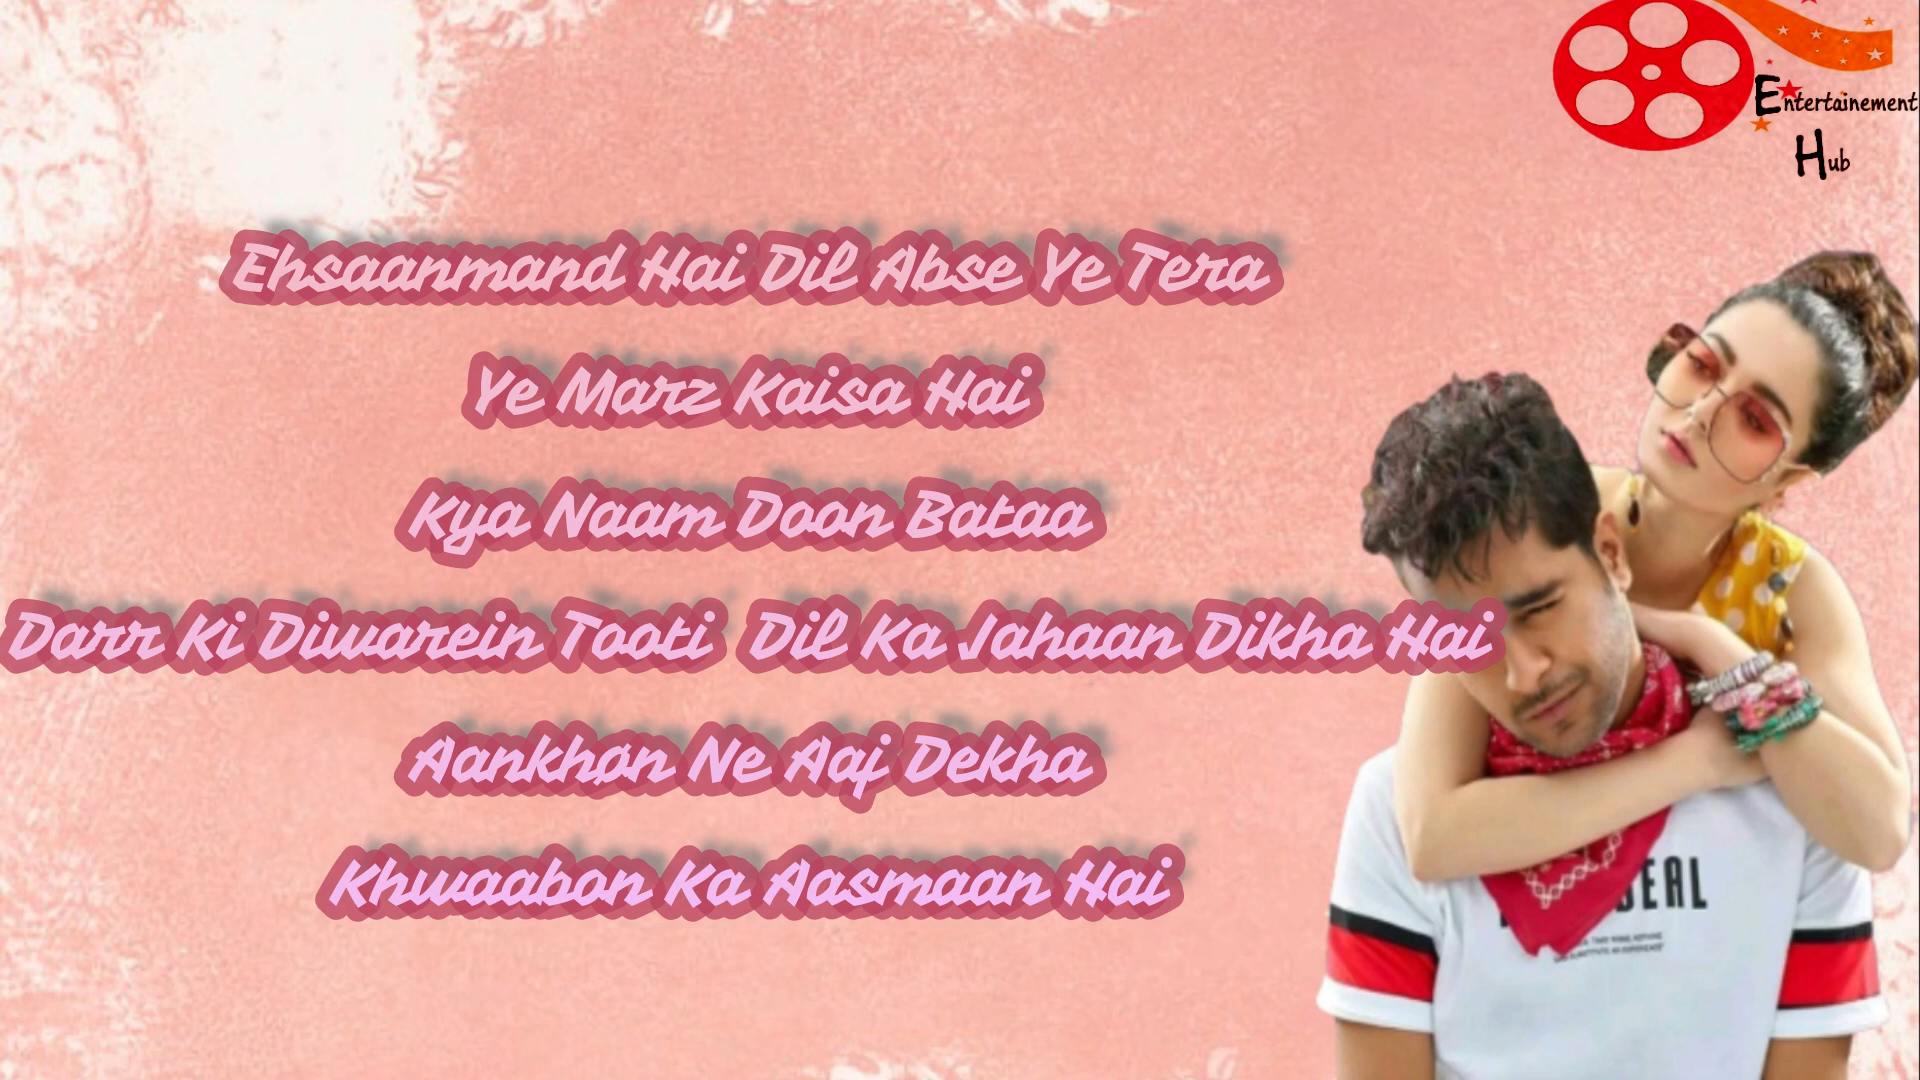 Entertainement
Hub
Ehsaanmand Hai Dil Abse Ye Tera
Ye Marz Kaisa Hai
Kya Naam Doon Bataa
Darr Ki Diwarein Tooti Dil Ka Jahaan Dikha Hai
Aankhon Ne Aaj Dekha
Khwaabon Ka Aasmaan Hai